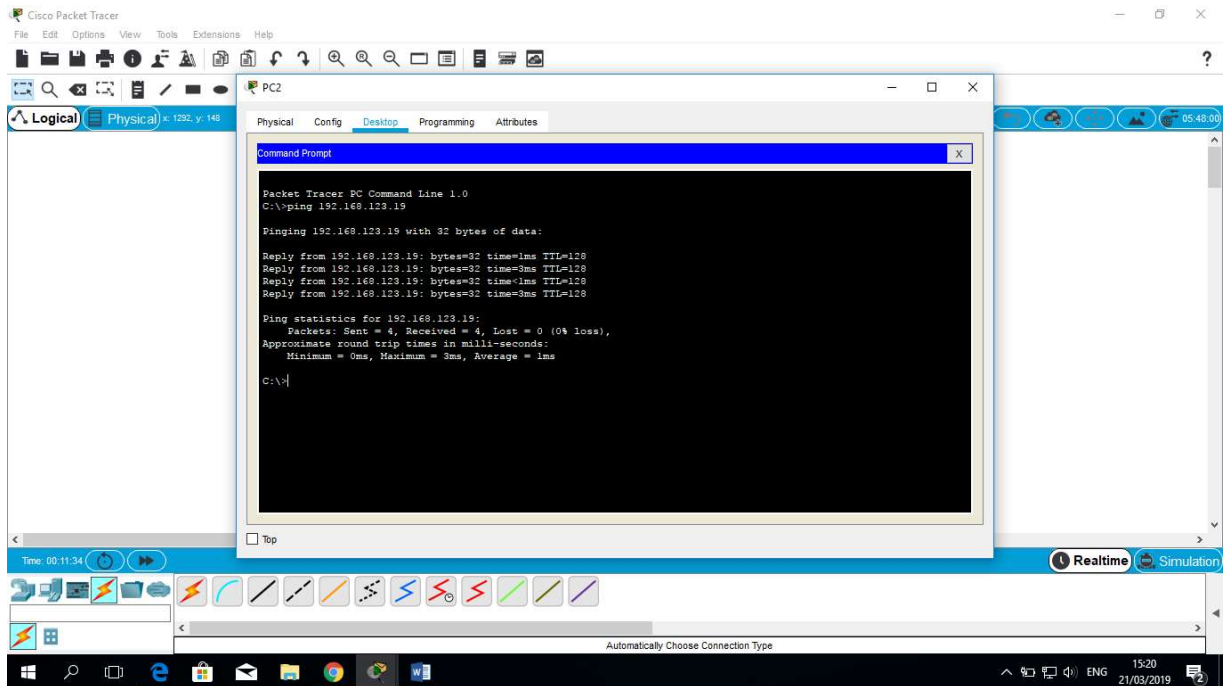 Cisco Packet Tracer
File Edit Options View Tools Extensions Help
?
PC2
Logical Physical x: 1292, y: 148
05:48:00
Physical Config Desktop Programming Attributes
Command Prompt
X
Packet Tracer PC Command Line 1.0
C:\>ping 192.168.123.19
Pinging 192.168.123.19 with 32 bytes of data:
Reply from 192.168.123.19: bytes=32 time=1ms TTL=128
Reply from 192.168.123.19: bytes=32 time=3ms TTL=128
Reply from 192.168.123.19: bytes=32 time<1ms TTL=128
Reply from 192.168.123.19: bytes=32 time=3ms TTL=128
Ping statistics for 192.168.123.19:
Packets: Sent = 4, Received = 4, Lost = 0 (0% loss),
Approximate round trip times in milli-seconds:
Minimum = 0ms, Maximum = 3ms, Average = 1ms
C:\>
Top
Time: 00:11:34
Realtime Simulation
Automatically Choose Connection Type
ENG
15:20
21/03/2019
2